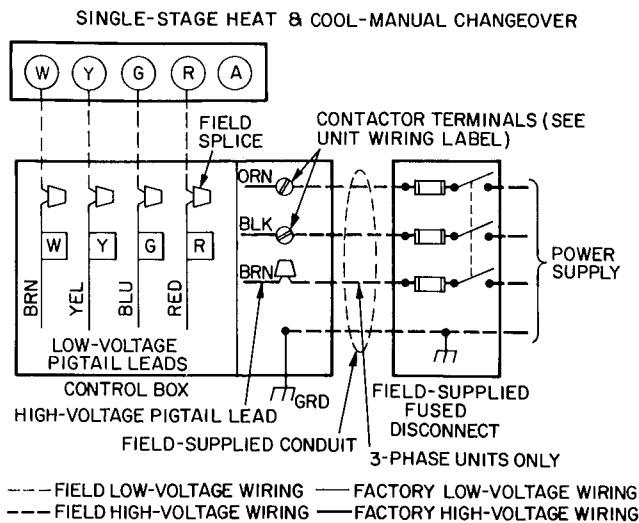 SINGLE-STAGE HEAT & COOL-MANUAL CHANGEOVER
W Y G R A
FIELD
SPLICE
CONTACTOR TERMINALS (SEE
UNIT WIRING LABEL)
ORN
BLK
BRN
W Y G R
BRN
YEL
BLU
RED
POWER
SUPPLY
LOW-VOLTAGE
PIGTAIL LEADS
CONTROL BOX
GRD
HIGH-VOLTAGE PIGTAIL LEAD
FIELD-SUPPLIED
FUSED
DISCONNECT
FIELD-SUPPLIED CONDUIT
3-PHASE UNITS ONLY
FIELD LOW-VOLTAGE WIRING
FACTORY LOW-VOLTAGE WIRING
FIELD HIGH-VOLTAGE WIRING
FACTORY HIGH-VOLTAGE WIRING